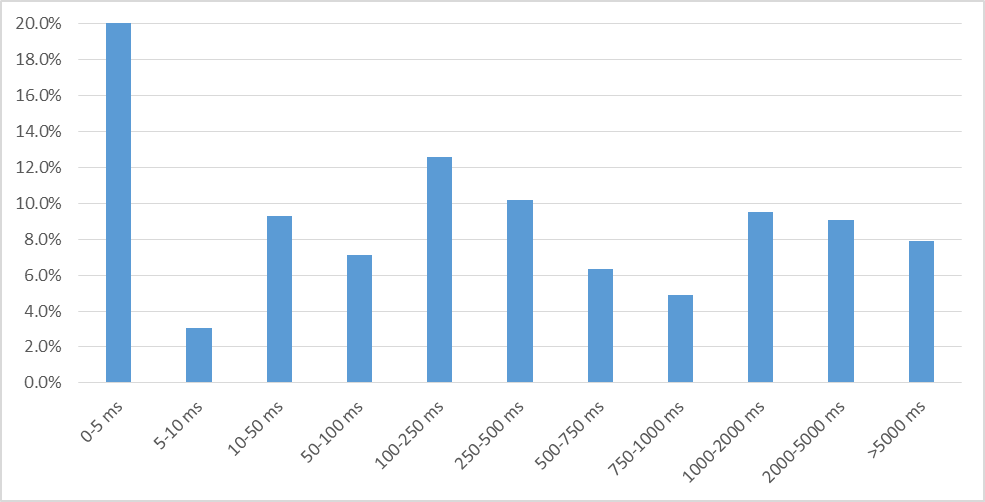 20.0%
18.0%
16.0%
14.0%
12.0%
10.0%
8.0%
6.0%
4.0%
2.0%
0.0%
0-5 ms
5-10 ms
10-50 ms
50-100 ms
100-250 ms
250-500 ms
500-750 ms
750-1000 ms
1000-2000 ms
2000-5000 ms
>5000 ms